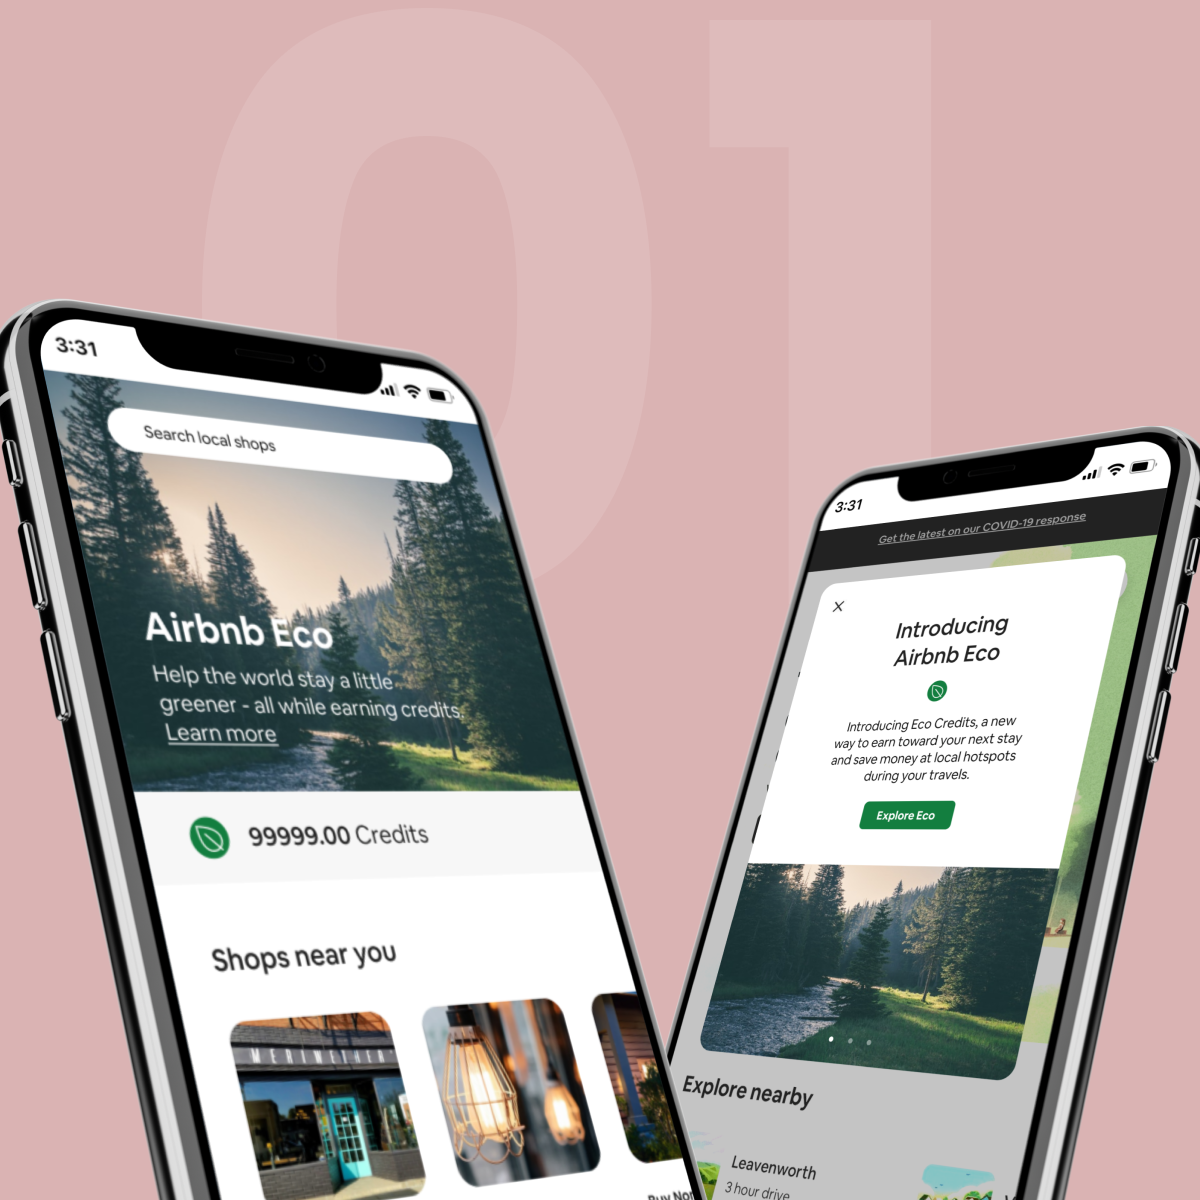 01
3:31
Search local shops
Airbnb Eco
Help the world stay a little
greener - all while earning credits.
Learn more
99999.00 Credits
Shops near you
3:31
Get the latest on our COVID-19 response
Introducing
Airbnb Eco
Introducing Eco Credits, a new
way to earn toward your next stay
and save money at local hotspots
during your travels.
Explore Eco
Explore nearby
Leavenworth
3 hour drive